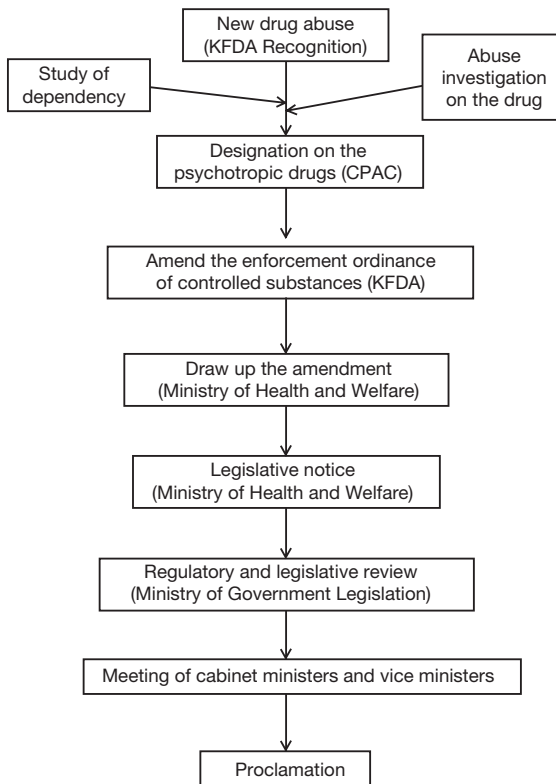 New drug abuse
(KFDA Recognition)
Study of
dependency
Abuse
investigation
on the drug
Designation on the
psychotropic drugs (CPAC)
Amend the enforcement ordinance
of controlled substances (KFDA)
Draw up the amendment
(Ministry of Health and Welfare)
Legislative notice
(Ministry of Health and Welfare)
Regulatory and legislative review
(Ministry of Government Legislation)
Meeting of cabinet ministers and vice ministers
Proclamation